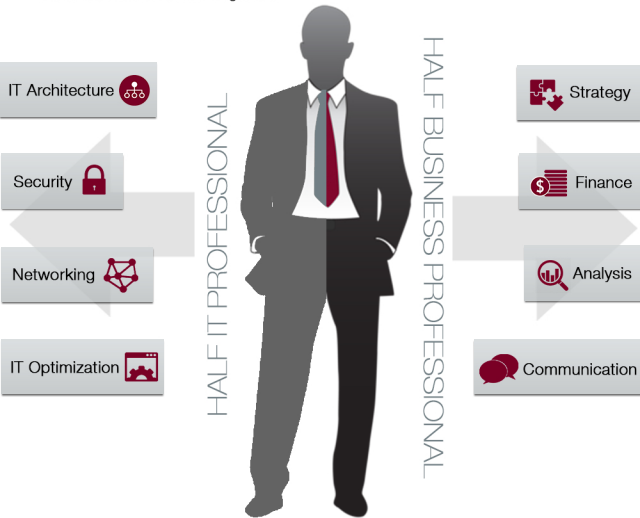 IT Architecture
Security
Networking
IT Optimization
HALF IT PROFESSIONAL
HALF BUSINESS PROFESSIONAL
Strategy
$
Finance
Analysis
Communication